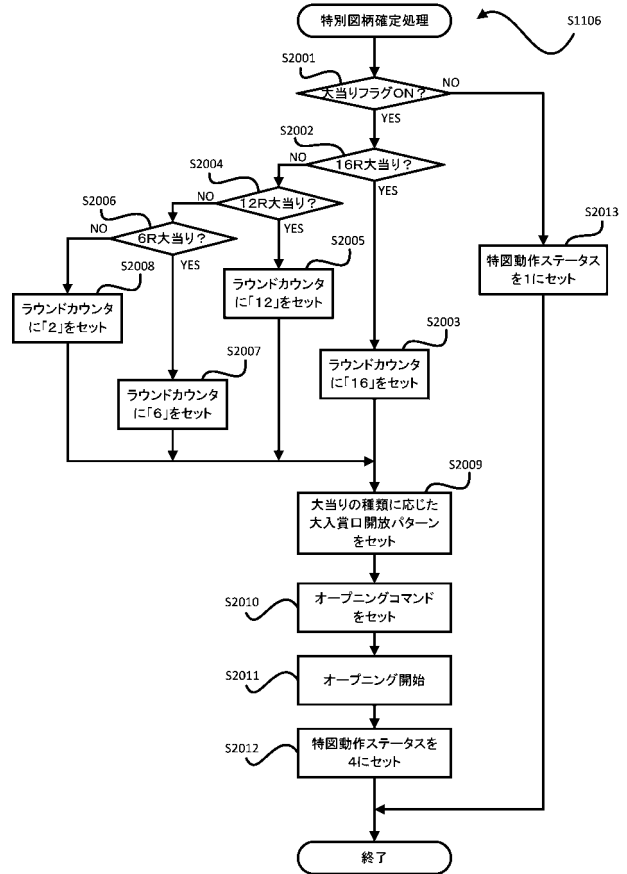 特別図柄確定処理
S1106
S2001
大当りフラグON？
NO
YES
S2002
16R大当り？
NO
YES
S2004
12R大当り？
NO
YES
S2006
6R大当り？
NO
YES
S2013
特図動作ステータス
を1にセット
S2005
ラウンドカウンタ
に「12」をセット
S2008
ラウンドカウンタ
に「2」をセット
S2003
ラウンドカウンタ
に「16」をセット
S2007
ラウンドカウンタ
に「6」をセット
S2009
大当りの種類に応じた
大入賞口開放パターン
をセット
S2010
オープニングコマンド
をセット
S2011
オープニング開始
S2012
特図動作ステータスを
4にセット
終了